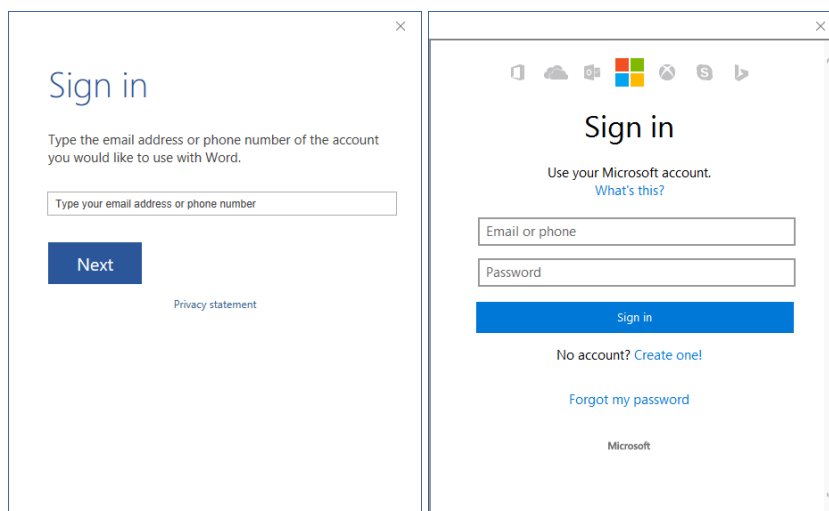 Sign in
Type the email address or phone number of the account
you would like to use with Word.
Type your email address or phone number
Next
Privacy statement
Sign in
Use your Microsoft account.
What's this?
Email or phone
Password
Sign in
No account? Create one!
Forgot my password
Microsoft